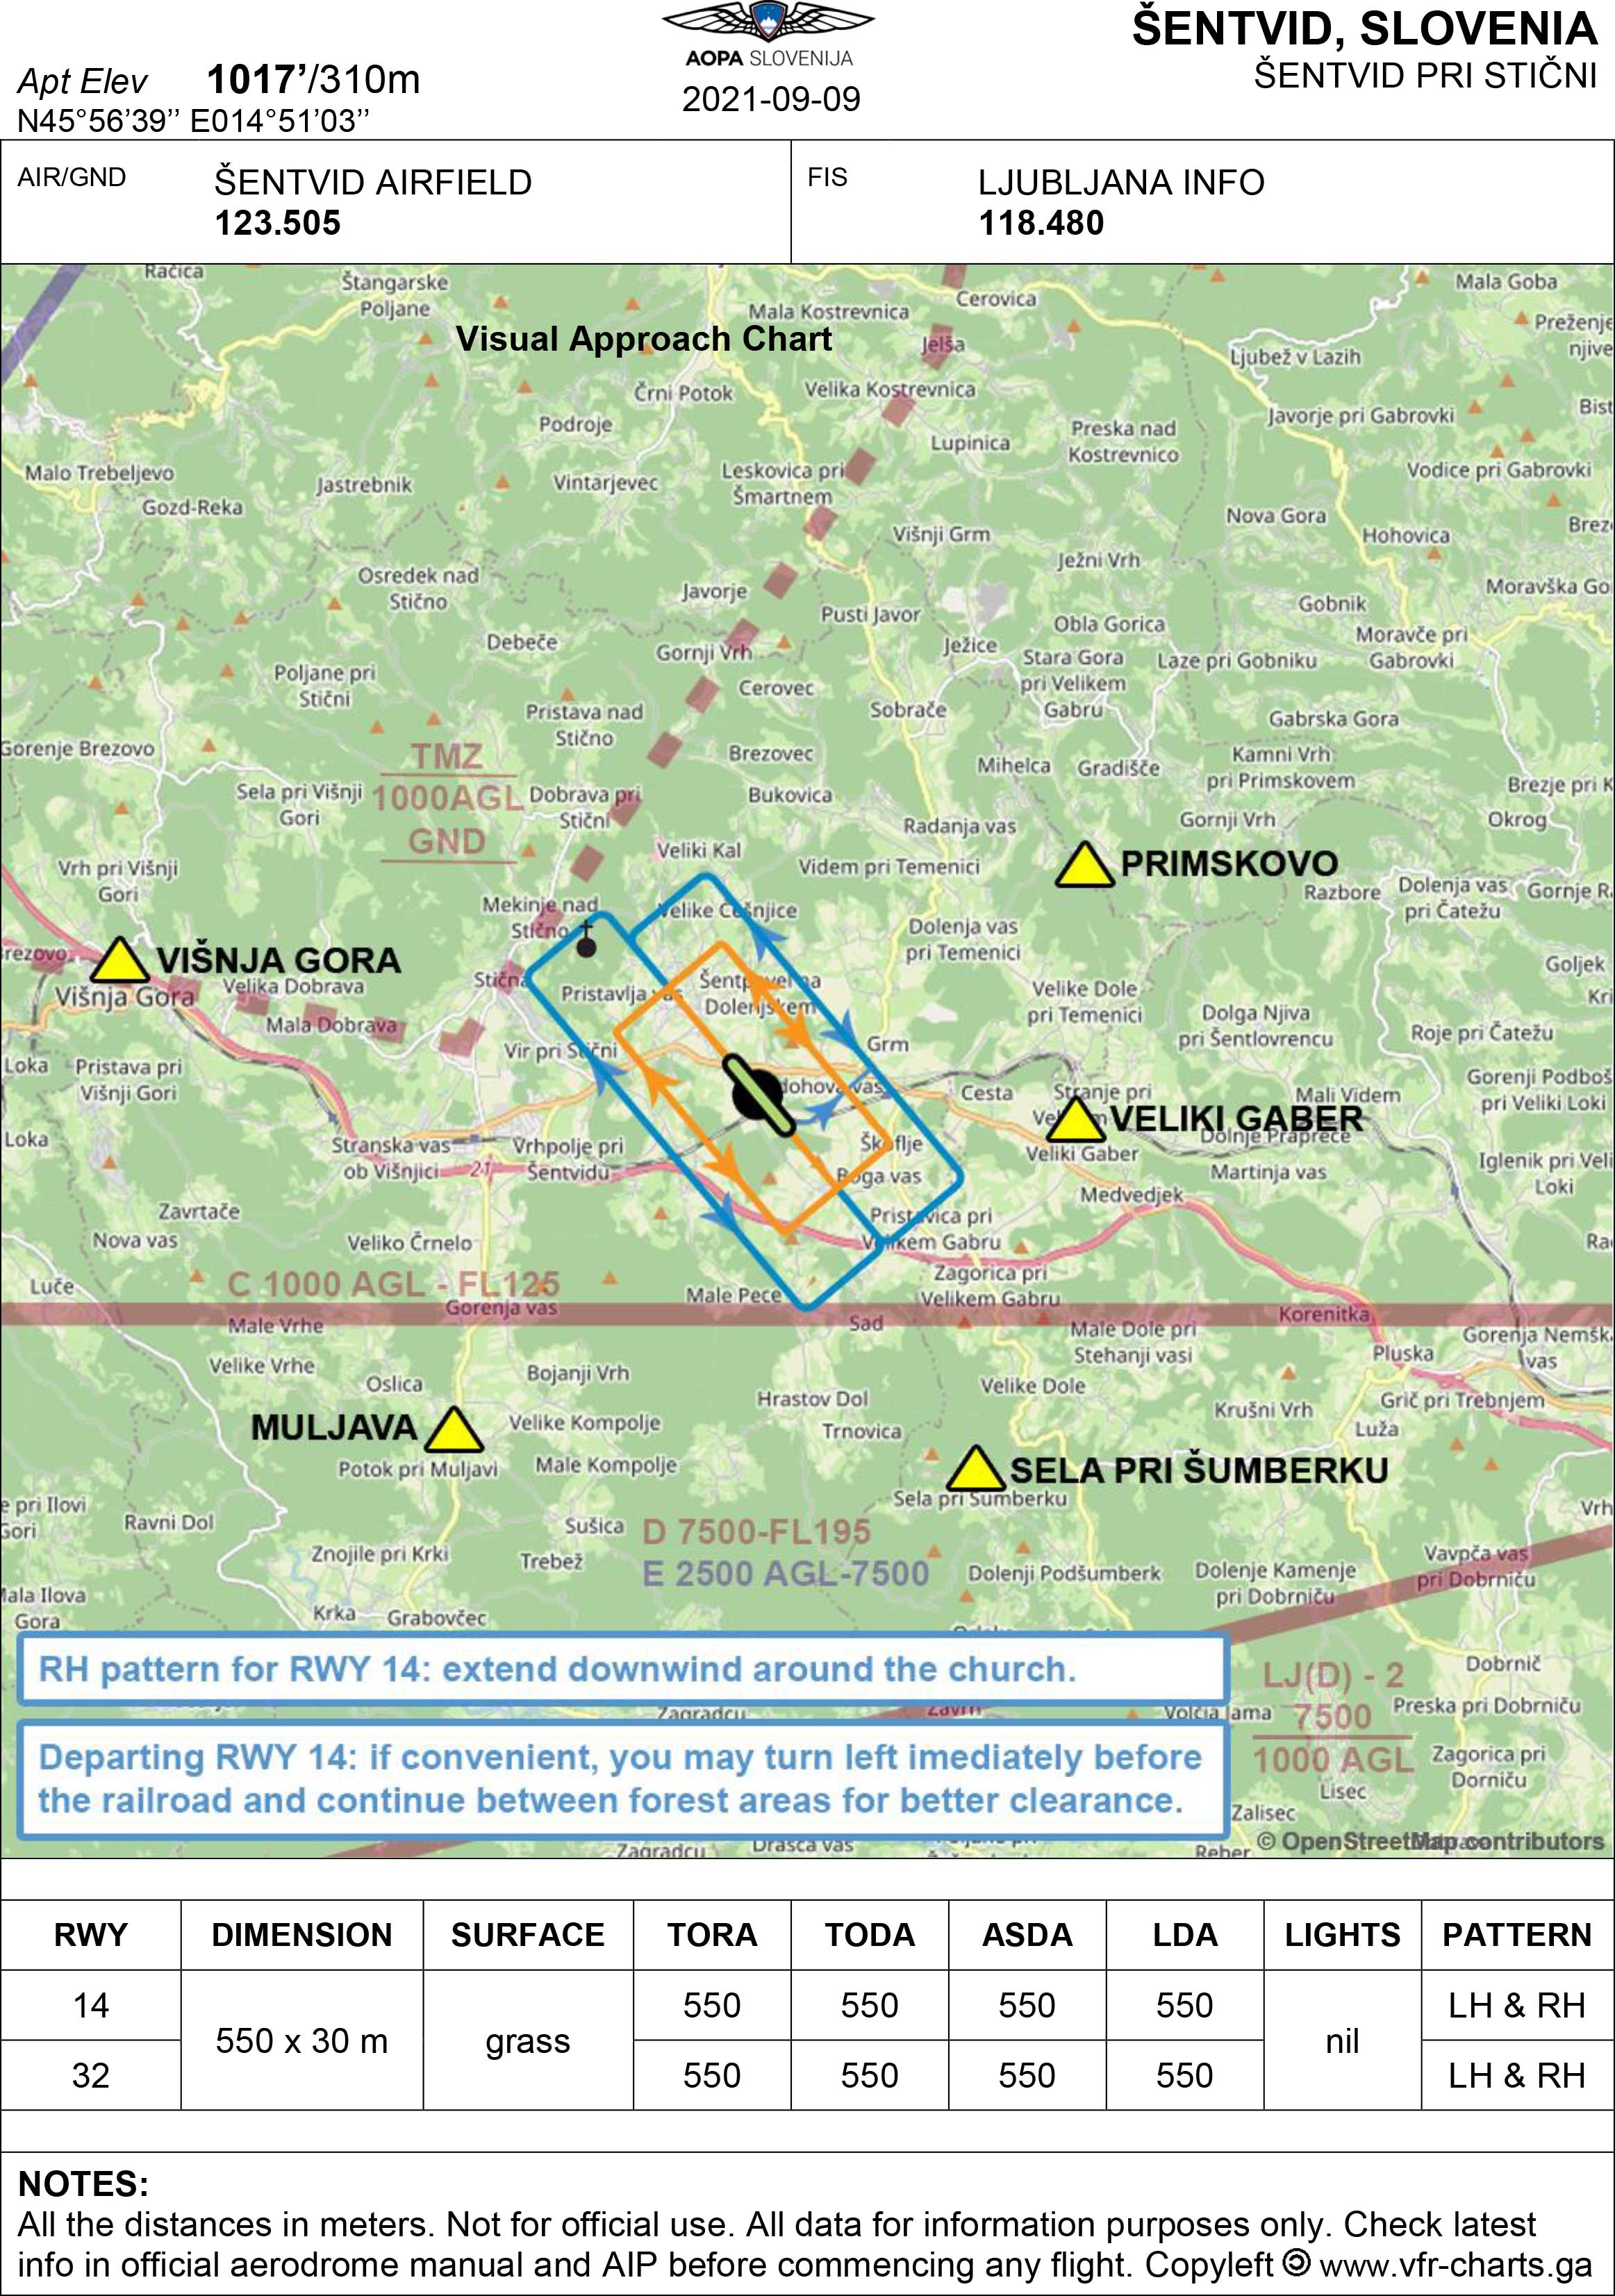 ŠENTVID, SLOVENIA
ŠENTVID PRI STIČNI
AOPA SLOVENIJA
2021-09-09
Apt Elev 1017’/310m
N45°56’39’’ E014°51’03’’
AIR/GND
ŠENTVID AIRFIELD
123.505
FIS
LJUBLJANA INFO
118.480
Račica
Štangarske
Poljane
Mala Kostrevnica
Cerovica
Mala Goba
Visual Approach Chart
Jelša
Preženje
njive
Ljubež v Lazih
Črni Potok
Velika Kostrevnica
Javorje pri Gabrovki
Podroje
Lupinica
Preska nad
Kostrevnico
Malo Trebeljevo
Gozd-Reka
Jastrebnik
Vintarjevec
Leskovica pri
Šmartnem
Vodice pri Gabrovki
Nova Gora
Hohovica
Višnji Grm
Ježni Vrh
Osredek nad
Stično
Javorje
Pusti Javor
Gobnik
Moravška Go
Obla Gorica
Moravče pri
Gabrovki
Debeče
Gornji Vrh
Ježice
Stara Gora
pri Velikem
Gabru
Laze pri Gobniku
Poljane pri
Stični
Cerovec
Pristava nad
Stično
Sobrače
Gabrska Gora
Gorenje Brezovo
TMZ
1000AGL
GND
Brezovec
Mihelca
Gradišče
Kamni Vrh
pri Primskovem
Sela pri Višnji
Gori
Dobrava pri
Stični
Bukovica
Brezje pri K
Radanja vas
Gornji Vrh
Okrog
Vrh pri Višnji
Gori
Veliki Kal
Videm pri Temenici
PRIMSKOVO
Razbore
Dolenja vas
pri Čatežu
Gornje R
Mekinje nad
Stično
Velike Češnjice
Dolenja vas
pri Temenici
VIŠNJA GORA
Višnja Gora
Velika Dobrava
Mala Dobrava
Stična
Pristavlja vas
Velike Dole
pri Temenici
Dolga Njiva
pri Šentlovrencu
Goljek
Roje pri Čatežu
Vir pri Stični
Grm
Loka
Pristava pri
Višnji Gori
Cesta
Stranje pri
Mali Videm
Gorenji Podboš
pri Veliki Loki
VELIKI GABER
Veliki Gaber
Dolnje Praprece
Loka
Stranska vas
ob Višnjici
21
Vrhpolje pri
Šentvidu
Škoflje
Boga vas
Martinja vas
Iglenik pri Veli
Loki
Medvedjek
Zavrtače
Pristavica pri
Velikem Gabru
Nova vas
Veliko Črnelo
Luče
C 1000 AGL - FL125
Gorenja vas
Male Pece
Zagorica pri
Velikem Gabru
Korenitka
Male Vrhe
Sad
Male Dole pri
Stehanji vasi
Gorenja Nemšk
vas
Velike Vrhe
Bojanji Vrh
Pluska
Oslica
Hrastov Dol
Velike Dole
Grič pri Trebnjem
MULJAVA
Velike Kompolje
Trnovica
Krušni Vrh
Luža
Potok pri Muljavi
Male Kompolje
SELA PRI ŠUMBERKU
Sela pri Šumberku
e pri Ilovi
Gori
Ravni Dol
Sušica
D 7500-FL195
E 2500 AGL-7500
Znojile pri Krki
Trebež
Dolenji Podšumberk
Dolenje Kamenje
pri Dobrniču
Vavpča vas
pri Dobrniču
Mala Ilova
Gora
Krka
Grabovčec
RH pattern for RWY 14: extend downwind around the church.
LJ(D) - 2
7500
1000 AGL
Dobrnič
Preska pri Dobrniču
Volčja Jama
Zagradec
Departing RWY 14: if convenient, you may turn left imediately before
the railroad and continue between forest areas for better clearance.
Zagorica pri
Dorniču
Lisec
Zalisec
Reber
© OpenStreetMap contributors
RWY DIMENSION SURFACE TORA TODA ASDA LDA LIGHTS PATTERN
14 550 x 30 m grass 550 550 550 550 nil LH & RH
32 550 550 550 550 LH & RH
NOTES:
All the distances in meters. Not for official use. All data for information purposes only. Check latest
info in official aerodrome manual and AIP before commencing any flight. Copyleft 🄯 www.vfr-charts.ga